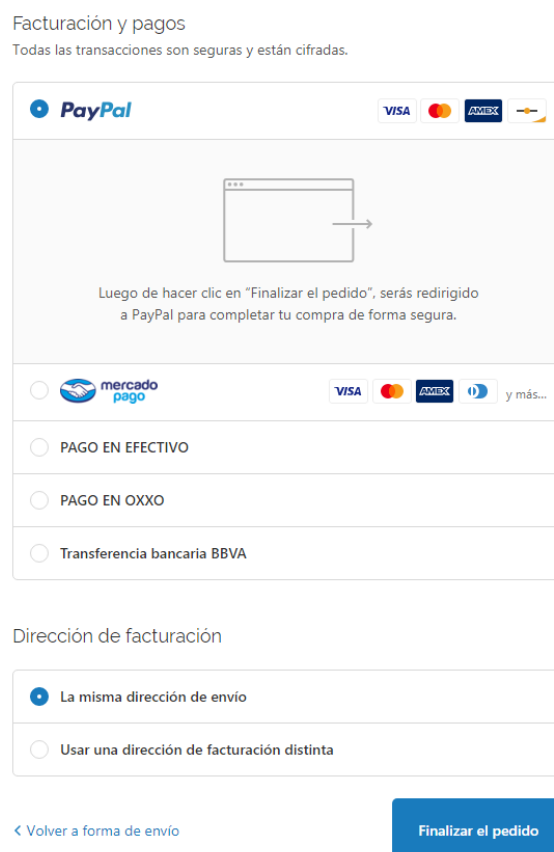 Facturación y pagos
Todas las transacciones son seguras y están cifradas.
PayPal VISA AMEX
Luego de hacer clic en “Finalizar el pedido”, serás redirigido
a PayPal para completar tu compra de forma segura.
mercado
pago VISA AMEX y más...
PAGO EN EFECTIVO
PAGO EN OXXO
Transferencia bancaria BBVA
Dirección de facturación
La misma dirección de envío
Usar una dirección de facturación distinta
< Volver a forma de envío Finalizar el pedido